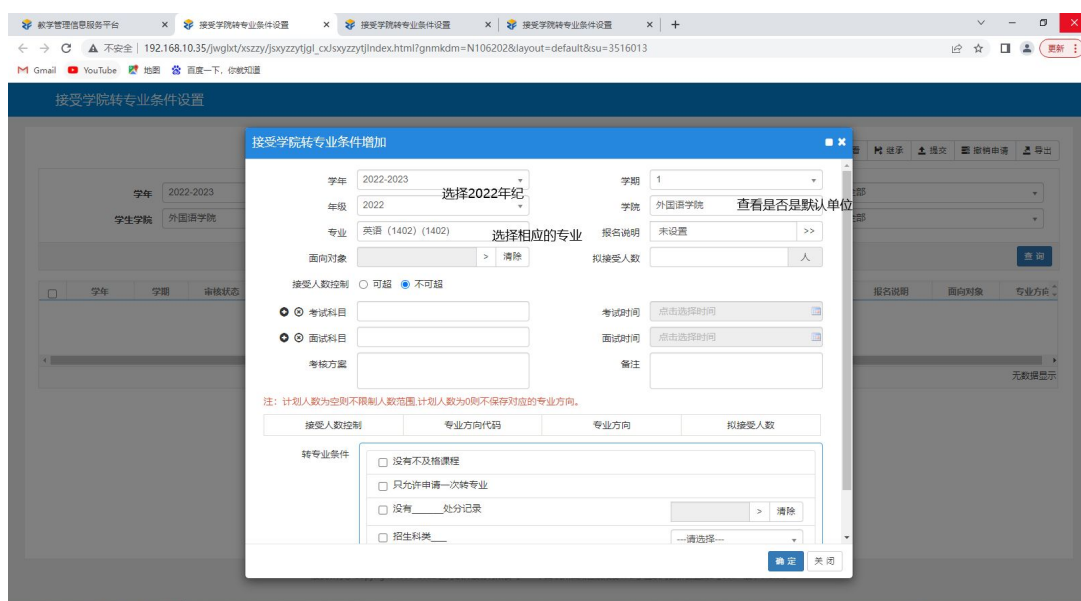 教学管理信息服务平台
接受学院转专业条件设置
接受学院转专业条件设置
接受学院转专业条件设置
不安全 192.168.10.35/jwglxt/xszzy/jsxyzzytjgl_cxJsxyzzytjIndex.html?gnmkdm=N106202&layout=default&su=3516013
更新
Gmail YouTube 地图 百度一下，你就知道
接受学院转专业条件设置
继承 提交 撤销申请 导出
学年 2022-2023
学生学院 外国语学院
查询
学年 学期 审核状态 报名说明 面向对象 专业方向
无数据显示
接受学院转专业条件增加
学年 2022-2023 学期 1
选择2022年纪
年级 2022 学院 外国语学院 查看是否是默认单位
专业 英语（1402）(1402) 选择相应的专业 报名说明 未设置 >>
面向对象 > 清除 拟接受人数 人
接受人数控制 可超 不可超
考试科目 考试时间 点击选择时间
面试科目 面试时间 点击选择时间
考核方案 备注
注：计划人数为空则不限制人数范围,计划人数为0则不保存对应的专业方向。
接受人数控制 专业方向代码 专业方向 拟接受人数
转专业条件
没有不及格课程
只允许申请一次转专业
没有______处分记录 > 清除
招生科类___ ---请选择---
确定 关闭